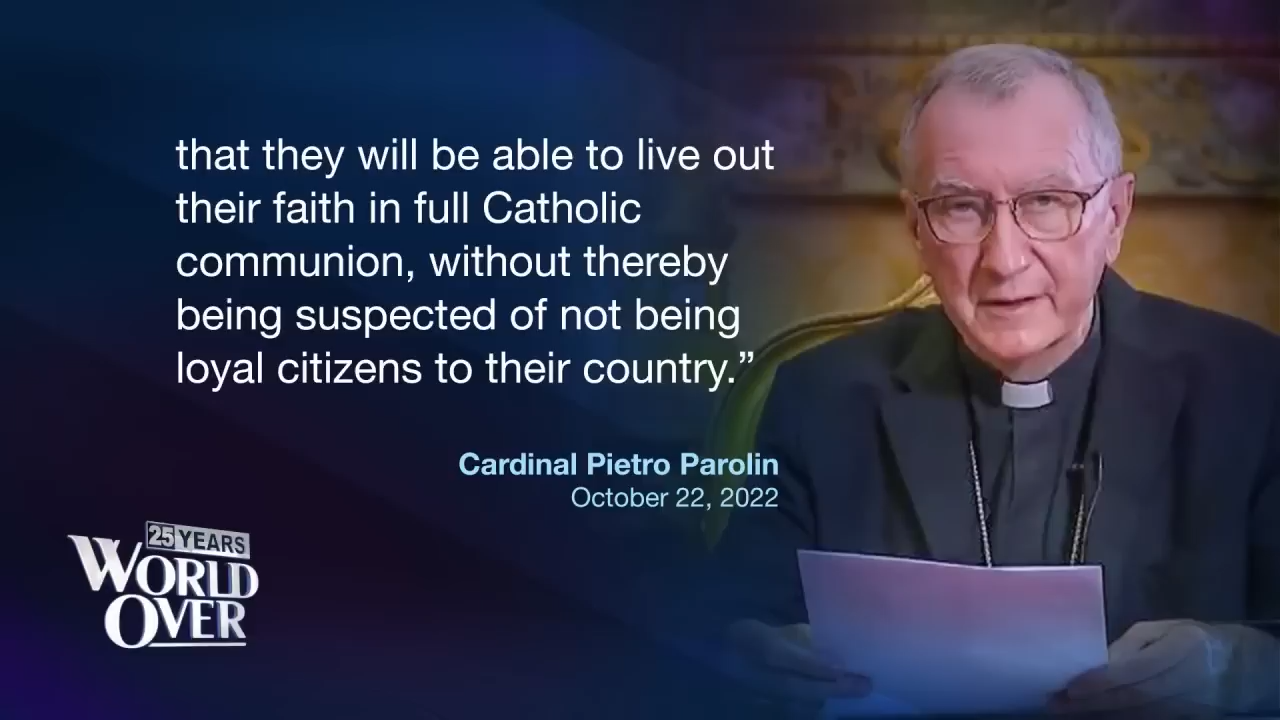 that they will be able to live out
their faith in full Catholic
communion, without thereby
being suspected of not being
loyal citizens to their country.”
Cardinal Pietro Parolin
October 22, 2022
25 YEARS
WORLD
OVER